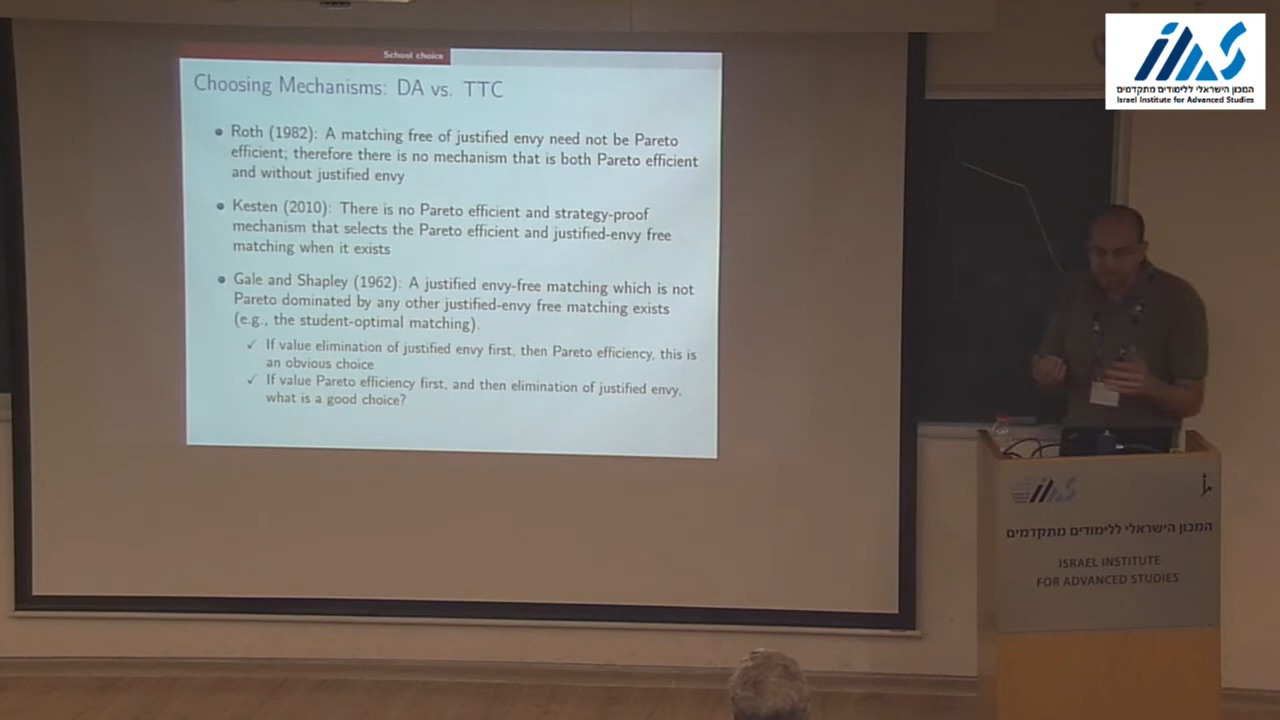 School choice
Choosing Mechanisms: DA vs. TTC
Roth (1982): A matching free of justified envy need not be Pareto
efficient; therefore there is no mechanism that is both Pareto efficient
and without justified envy
Kesten (2010): There is no Pareto efficient and strategy-proof
mechanism that selects the Pareto efficient and justified-envy free
matching when it exists
Gale and Shapley (1962): A justified envy-free matching which is not
Pareto dominated by any other justified-envy free matching exists
(e.g., the student-optimal matching).
✓ If value elimination of justified envy first, then Pareto efficiency, this is
an obvious choice
✓ If value Pareto efficiency first, and then elimination of justified envy,
what is a good choice?
המכון הישראלי ללימודים מתקדמים
Israel Institute for Advanced Studies
המכון הישראלי ללימודים מתקדמים
ISRAEL INSTITUTE
FOR ADVANCED STUDIES